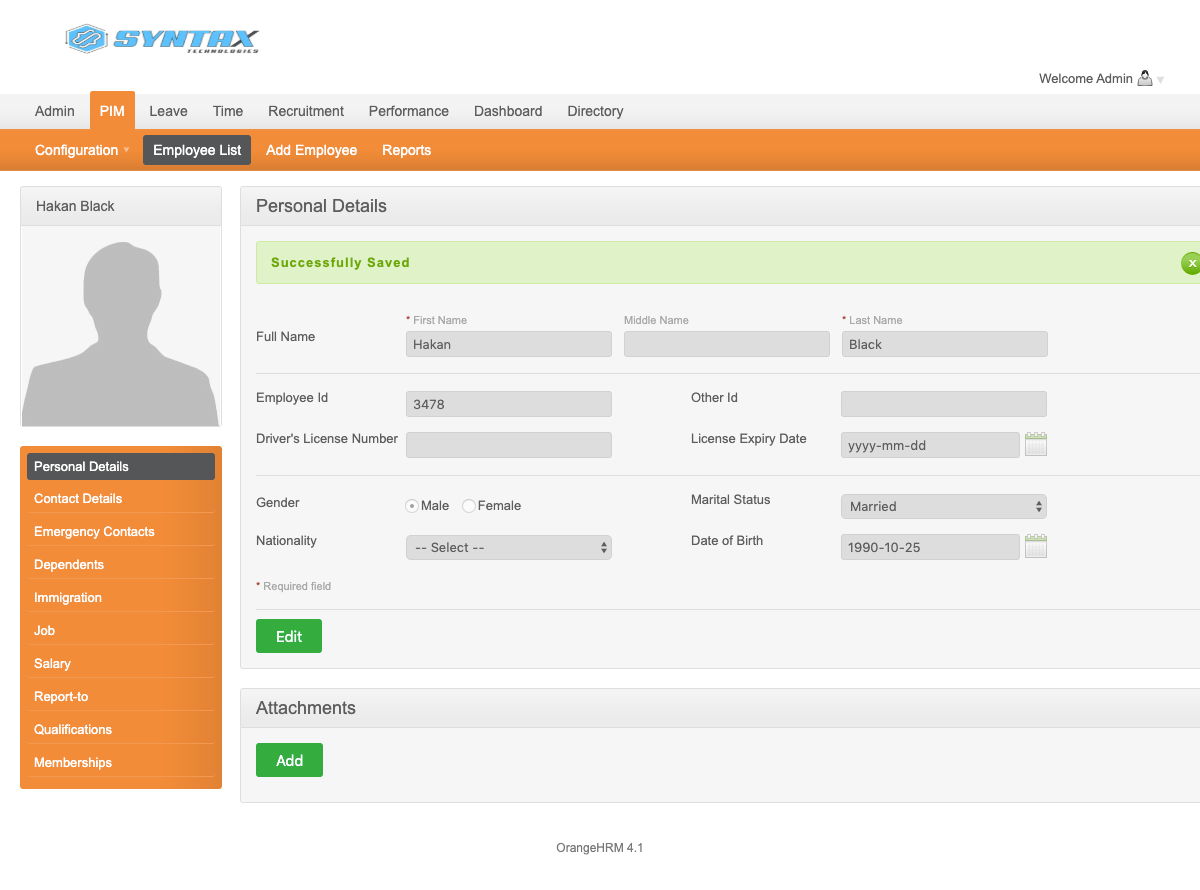 SYNTAX
TECHNOLOGIES
Welcome Admin
Admin PIM Leave Time Recruitment Performance Dashboard Directory
Configuration Employee List Add Employee Reports
Hakan Black
Personal Details
Contact Details
Emergency Contacts
Dependents
Immigration
Job
Salary
Report-to
Qualifications
Memberships
Personal Details
Successfully Saved
x
* First Name Middle Name * Last Name
Full Name Hakan Black
Employee Id 3478 Other Id
Driver's License Number License Expiry Date yyyy-mm-dd
Gender Male Female Marital Status Married
Nationality -- Select -- Date of Birth 1990-10-25
* Required field
Edit
Attachments
Add
OrangeHRM 4.1